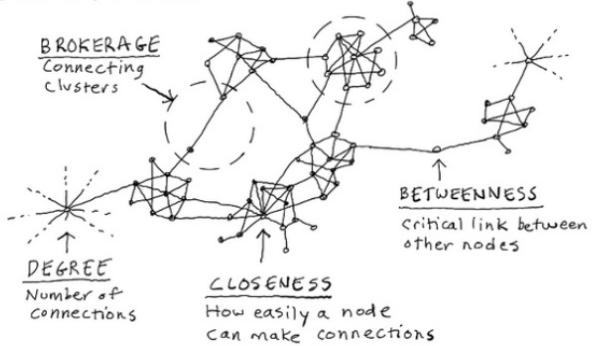 BROKERAGE
Connecting
Clusters
BETWEENNESS
Critical link between
other nodes
DEGREE
Number of
connections
CLOSENESS
How easily a node
can make connections